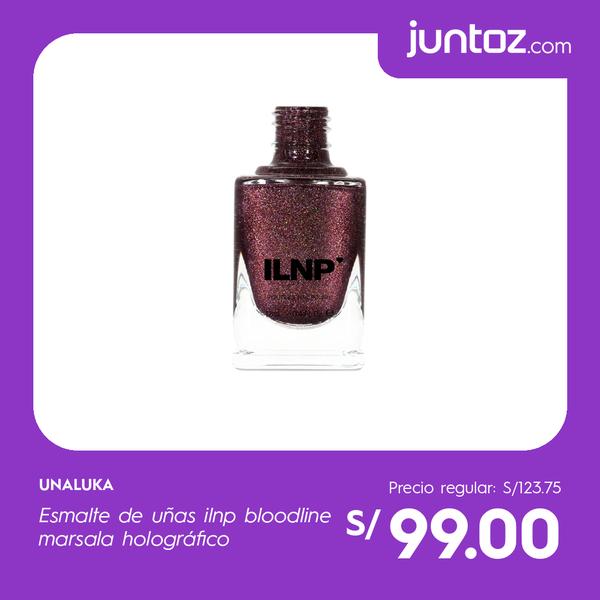 juntoz.com
ILNP
UNALUKA
Esmalte de uñas ilnp bloodline
marsala holográfico
Precio regular: S/123.75
S/ 99.00